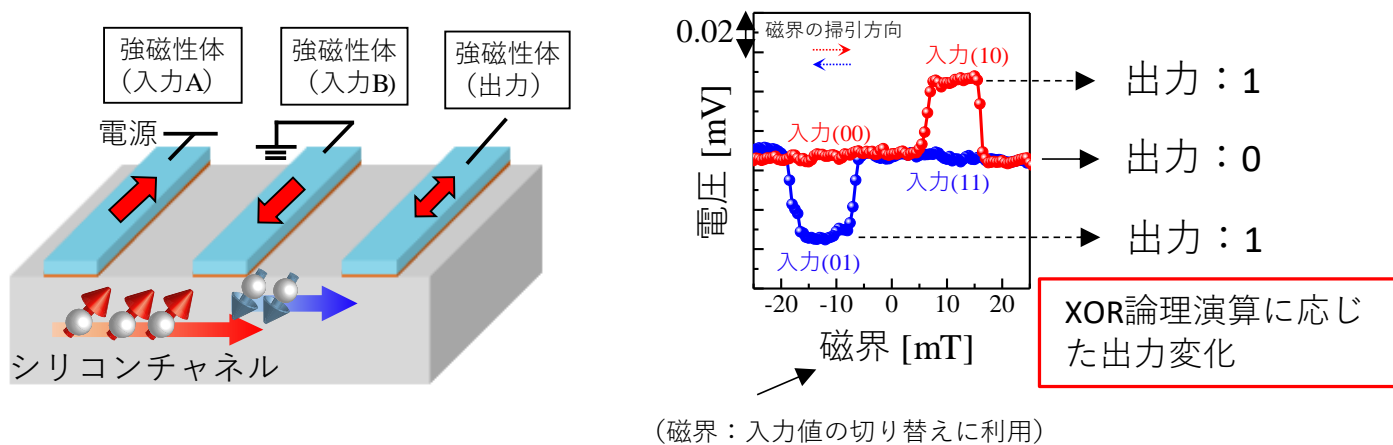 強磁性体
（入力A）
強磁性体
（入力B）
強磁性体
（出力）
電源
シリコンチャネル
0.02
磁界の掃引方向
電圧 [mV]
入力(10)
入力(00)
入力(11)
入力(01)
-20
-10
0
10
20
磁界 [mT]
出力：1
出力：0
出力：1
XOR論理演算に応じ
た出力変化
（磁界：入力値の切り替えに利用）